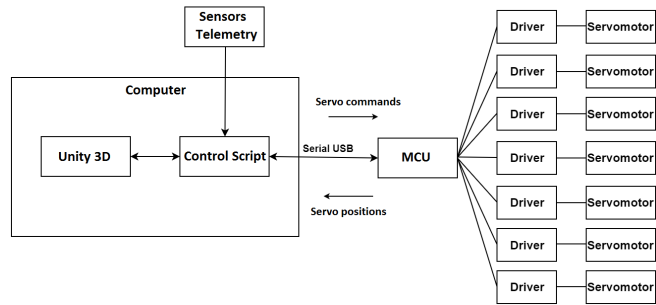 Sensors
Telemetry
Computer
Unity 3D
Control Script
Servo commands
Serial USB
Servo positions
MCU
Driver
Servomotor
Driver
Servomotor
Driver
Servomotor
Driver
Servomotor
Driver
Servomotor
Driver
Servomotor
Driver
Servomotor